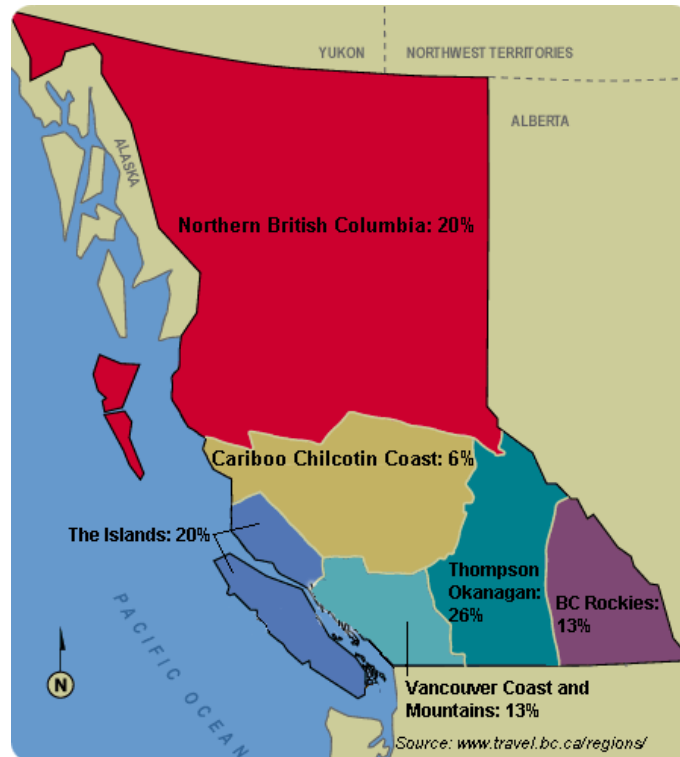 YUKON
NORTHWEST TERRITORIES
ALBERTA
ALASKA
Northern British Columbia: 20%
Cariboo Chilcotin Coast: 6%
The Islands: 20%
Thompson
Okanagan:
26%
BC Rockies:
13%
PACIFIC OCEAN
N
Vancouver Coast and
Mountains: 13%
Source: www.travel.bc.ca/regions/